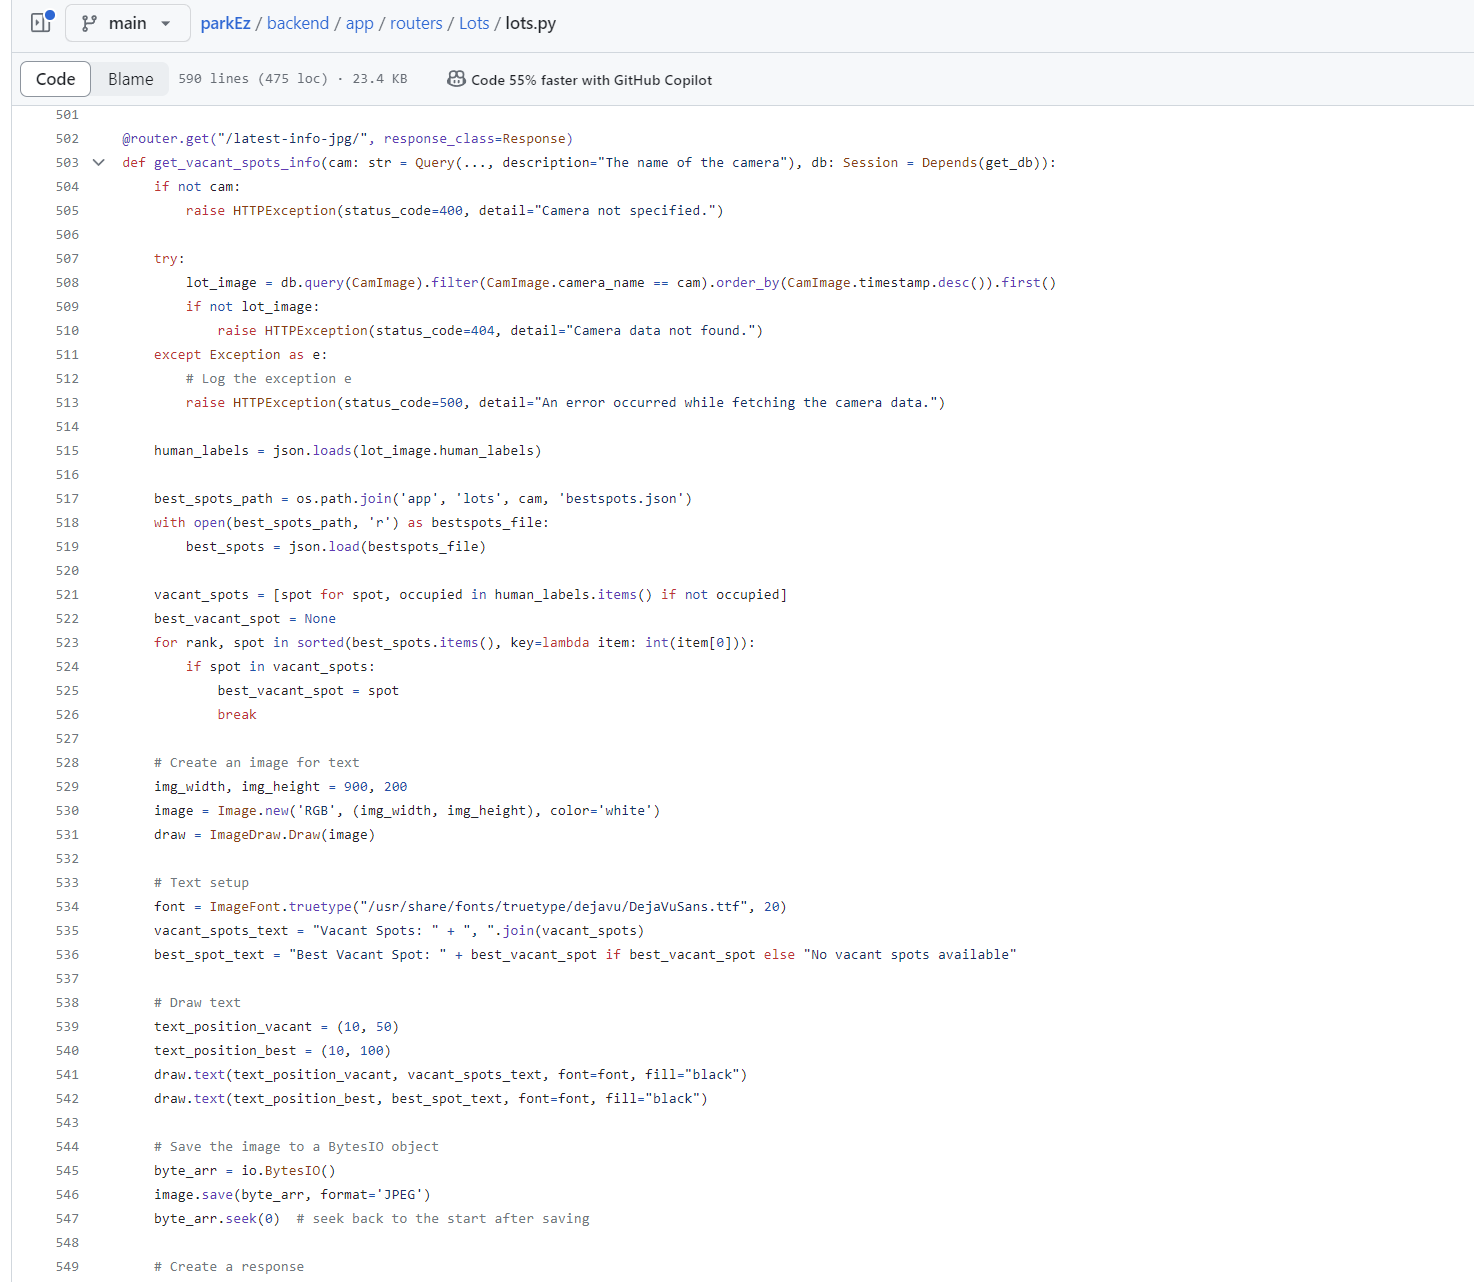 main
parkEz / backend / app / routers / Lots / lots.py
Code Blame 590 lines (475 loc) · 23.4 KB Code 55% faster with GitHub Copilot
501
502 @router.get("/latest-info-jpg/", response_class=Response)
503 def get_vacant_spots_info(cam: str = Query(..., description="The name of the camera"), db: Session = Depends(get_db)):
504     if not cam:
505         raise HTTPException(status_code=400, detail="Camera not specified.")
506
507     try:
508         lot_image = db.query(CamImage).filter(CamImage.camera_name == cam).order_by(CamImage.timestamp.desc()).first()
509         if not lot_image:
510             raise HTTPException(status_code=404, detail="Camera data not found.")
511     except Exception as e:
512         # Log the exception e
513         raise HTTPException(status_code=500, detail="An error occurred while fetching the camera data.")
514
515     human_labels = json.loads(lot_image.human_labels)
516
517     best_spots_path = os.path.join('app', 'lots', cam, 'bestspots.json')
518     with open(best_spots_path, 'r') as bestspots_file:
519         best_spots = json.load(bestspots_file)
520
521     vacant_spots = [spot for spot, occupied in human_labels.items() if not occupied]
522     best_vacant_spot = None
523     for rank, spot in sorted(best_spots.items(), key=lambda item: int(item[0])):
524         if spot in vacant_spots:
525             best_vacant_spot = spot
526             break
527
528     # Create an image for text
529     img_width, img_height = 900, 200
530     image = Image.new('RGB', (img_width, img_height), color='white')
531     draw = ImageDraw.Draw(image)
532
533     # Text setup
534     font = ImageFont.truetype("/usr/share/fonts/truetype/dejavu/DejaVuSans.ttf", 20)
535     vacant_spots_text = "Vacant Spots: " + ", ".join(vacant_spots)
536     best_spot_text = "Best Vacant Spot: " + best_vacant_spot if best_vacant_spot else "No vacant spots available"
537
538     # Draw text
539     text_position_vacant = (10, 50)
540     text_position_best = (10, 100)
541     draw.text(text_position_vacant, vacant_spots_text, font=font, fill="black")
542     draw.text(text_position_best, best_spot_text, font=font, fill="black")
543
544     # Save the image to a BytesIO object
545     byte_arr = io.BytesIO()
546     image.save(byte_arr, format='JPEG')
547     byte_arr.seek(0)  # seek back to the start after saving
548
549     # Create a response